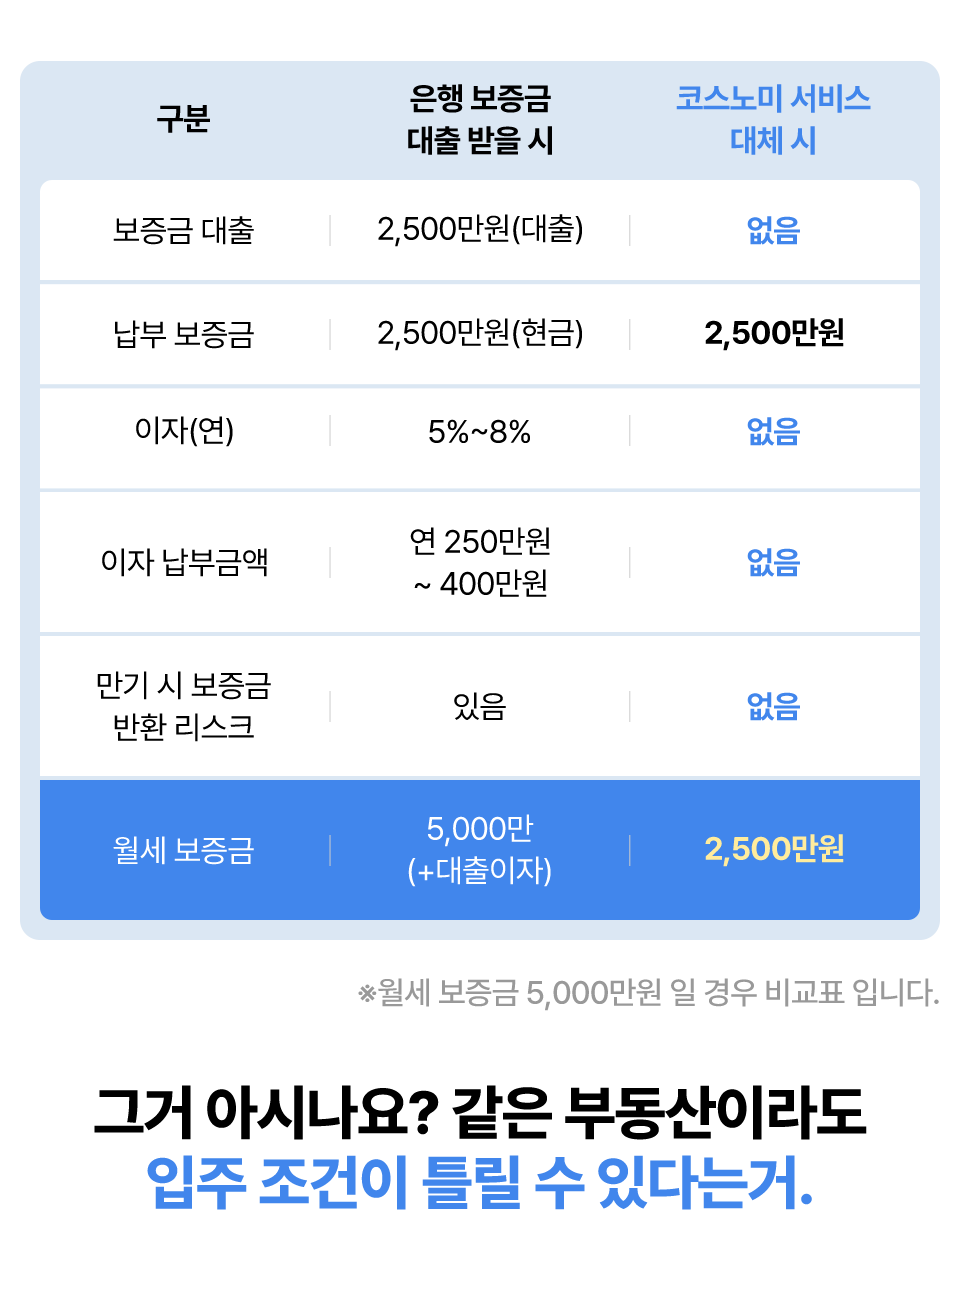 구분
은행 보증금
대출 받을 시
코스노미 서비스
대체 시
보증금 대출
2,500만원(대출)
없음
납부 보증금
2,500만원(현금)
2,500만원
이자(연)
5%~8%
없음
이자 납부금액
연 250만원
~ 400만원
없음
만기 시 보증금
반환 리스크
있음
없음
월세 보증금
5,000만
(+대출이자)
2,500만원
※월세 보증금 5,000만원 일 경우 비교표 입니다.
그거 아시나요? 같은 부동산이라도
입주 조건이 틀릴 수 있다는거.